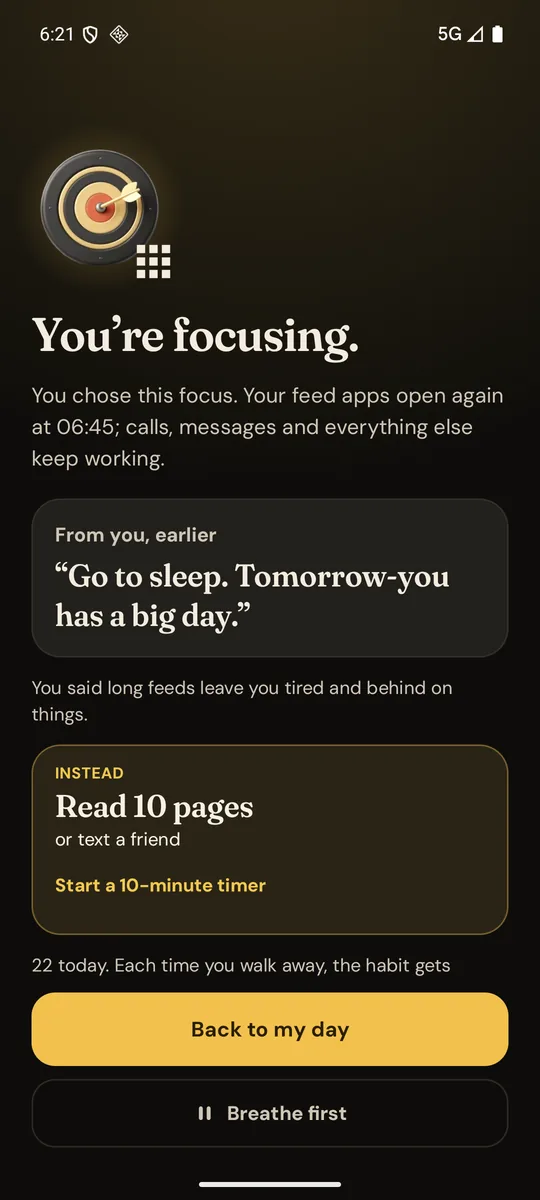 6:21
5G
You’re focusing.
You chose this focus. Your feed apps open again
at 06:45; calls, messages and everything else
keep working.
From you, earlier
“Go to sleep. Tomorrow-you
has a big day.”
You said long feeds leave you tired and behind on
things.
INSTEAD
Read 10 pages
or text a friend
Start a 10-minute timer
22 today. Each time you walk away, the habit gets
Back to my day
Breathe first